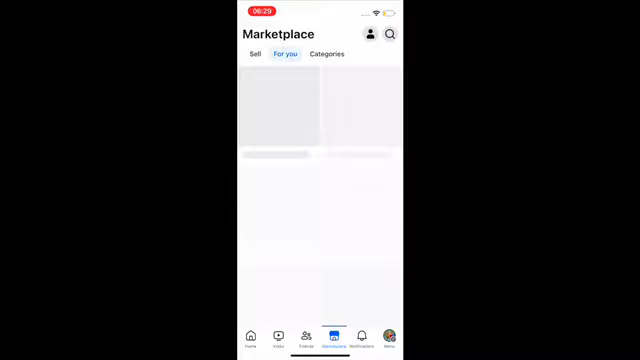 06:29
Marketplace
Sell
For you
Categories
Home
Video
Friends
Marketplace
Notifications
Menu